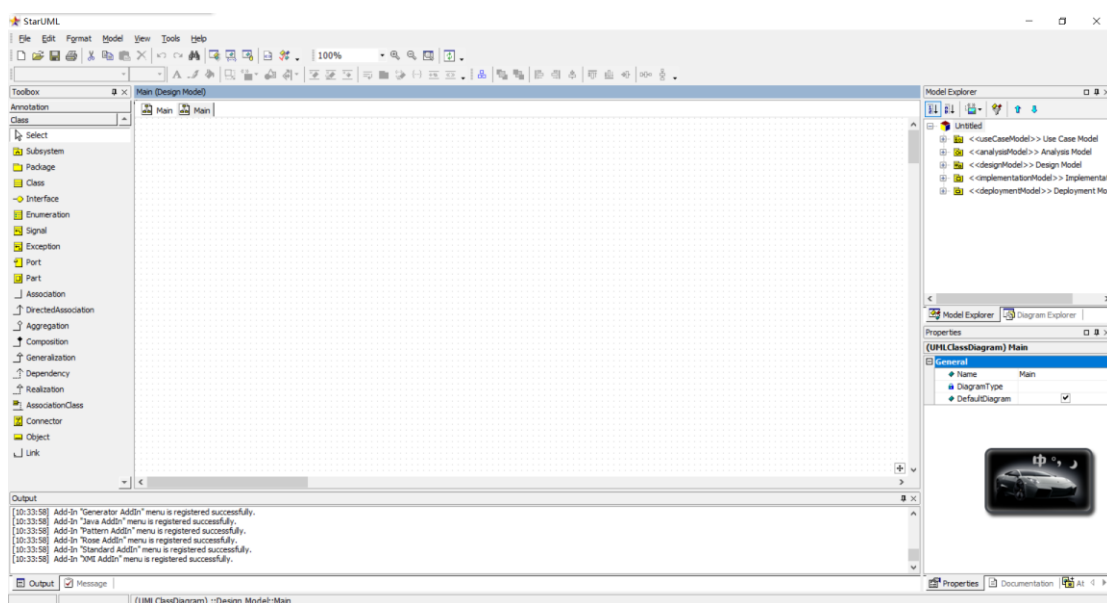 StarUML
File Edit Format Model View Tools Help
100%
Toolbox
Annotation
Class
Select
Subsystem
Package
Class
Interface
Enumeration
Signal
Exception
Port
Part
Association
DirectedAssociation
Aggregation
Composition
Generalization
Dependency
Realization
AssociationClass
Connector
Object
Link
Main (Design Model)
Main Main
Model Explorer
Untitled
<<useCaseModel>> Use Case Model
<<analysisModel>> Analysis Model
<<designModel>> Design Model
<<implementationModel>> Implementa
<<deploymentModel>> Deployment Mo
Model Explorer Diagram Explorer
Properties
(UMLClassDiagram) Main
General
Name Main
DiagramType
DefaultDiagram
中
Output
[10:33:58] Add-In "Generator AddIn" menu is registered successfully.
[10:33:58] Add-In "Java AddIn" menu is registered successfully.
[10:33:58] Add-In "Pattern AddIn" menu is registered successfully.
[10:33:58] Add-In "Rose AddIn" menu is registered successfully.
[10:33:58] Add-In "Standard AddIn" menu is registered successfully.
[10:33:58] Add-In "XMI AddIn" menu is registered successfully.
Output Message
Properties Documentation At
(UMLClassDiagram) ::Design Model::Main